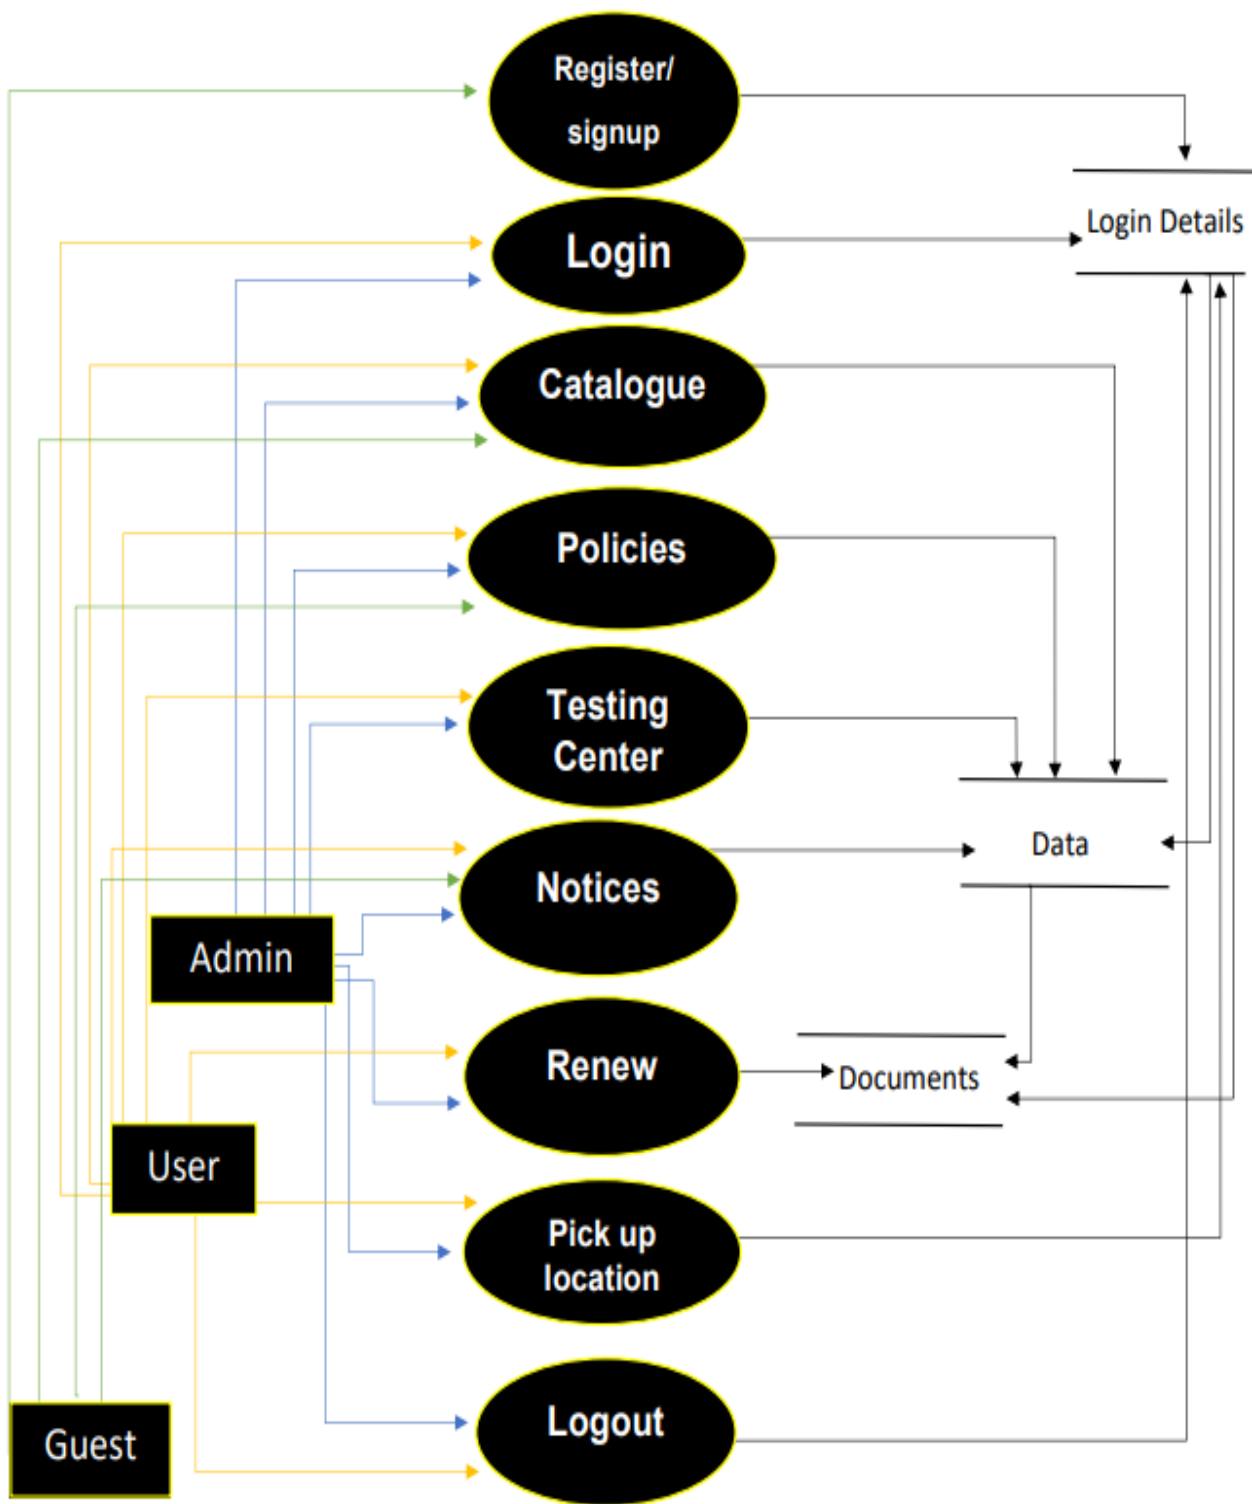 Register/
signup
Login Details
Login
Catalogue
Policies
Testing
Center
Data
Notices
Admin
Renew
Documents
User
Pick up
location
Logout
Guest